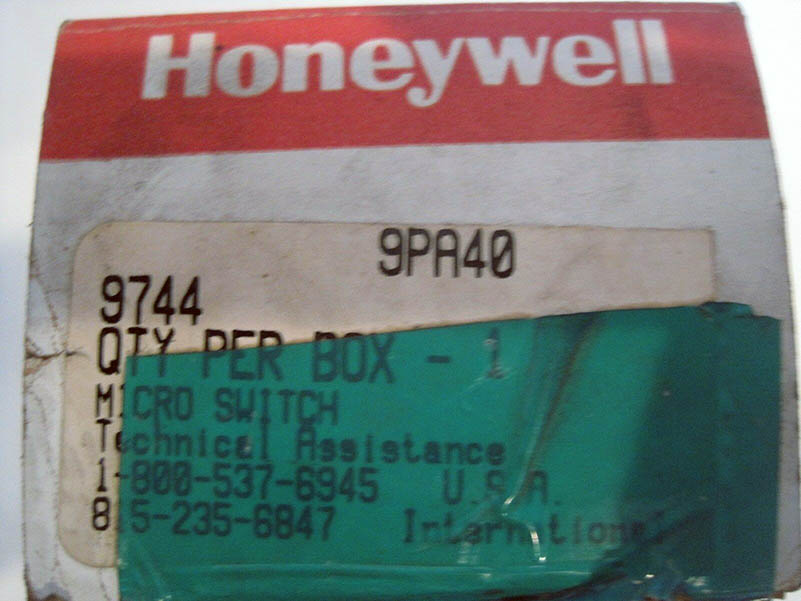 Honeywell
9PA40
9744
QTY PER BOX - 1
MICRO SWITCH
Technical Assistance
1-800-537-6945 U.S.A.
815-235-6847 International